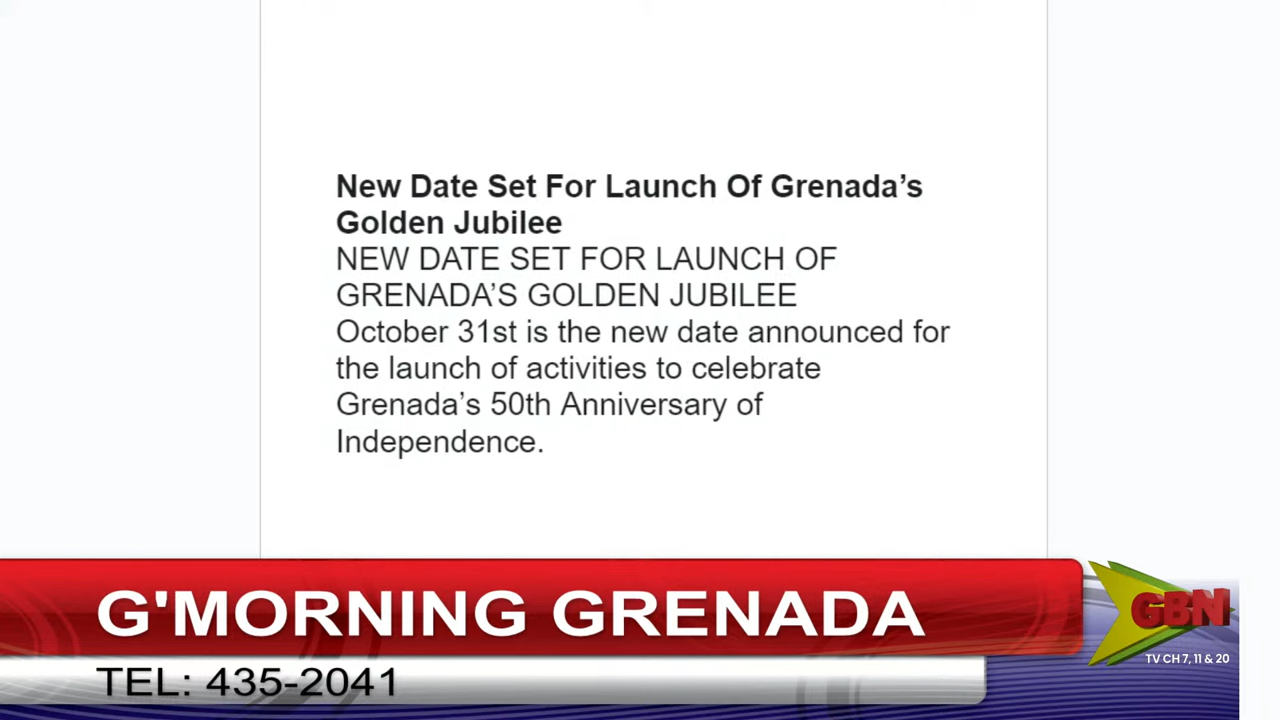 New Date Set For Launch Of Grenada’s
Golden Jubilee
NEW DATE SET FOR LAUNCH OF
GRENADA’S GOLDEN JUBILEE
October 31st is the new date announced for
the launch of activities to celebrate
Grenada’s 50th Anniversary of
Independence.
G'MORNING GRENADA
GBN
TV CH 7, 11 & 20
TEL: 435-2041